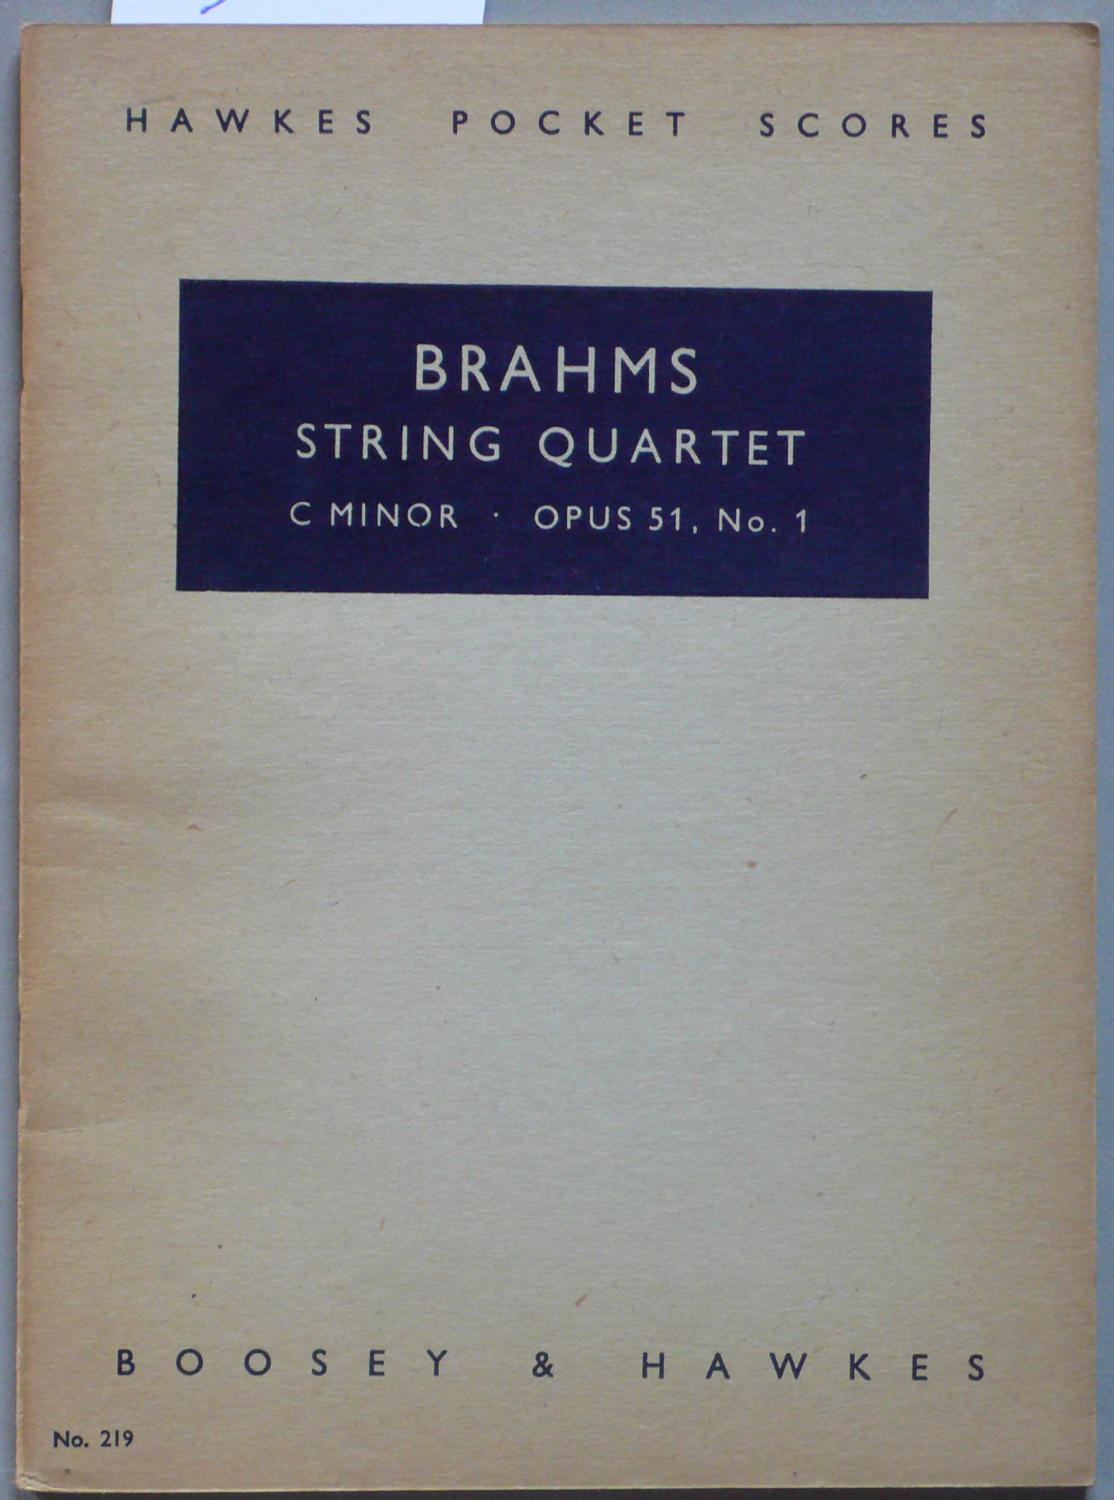 HAWKES POCKET SCORES
BRAHMS
STRING QUARTET
C MINOR · OPUS 51, No. 1
BOOSEY & HAWKES
No. 219